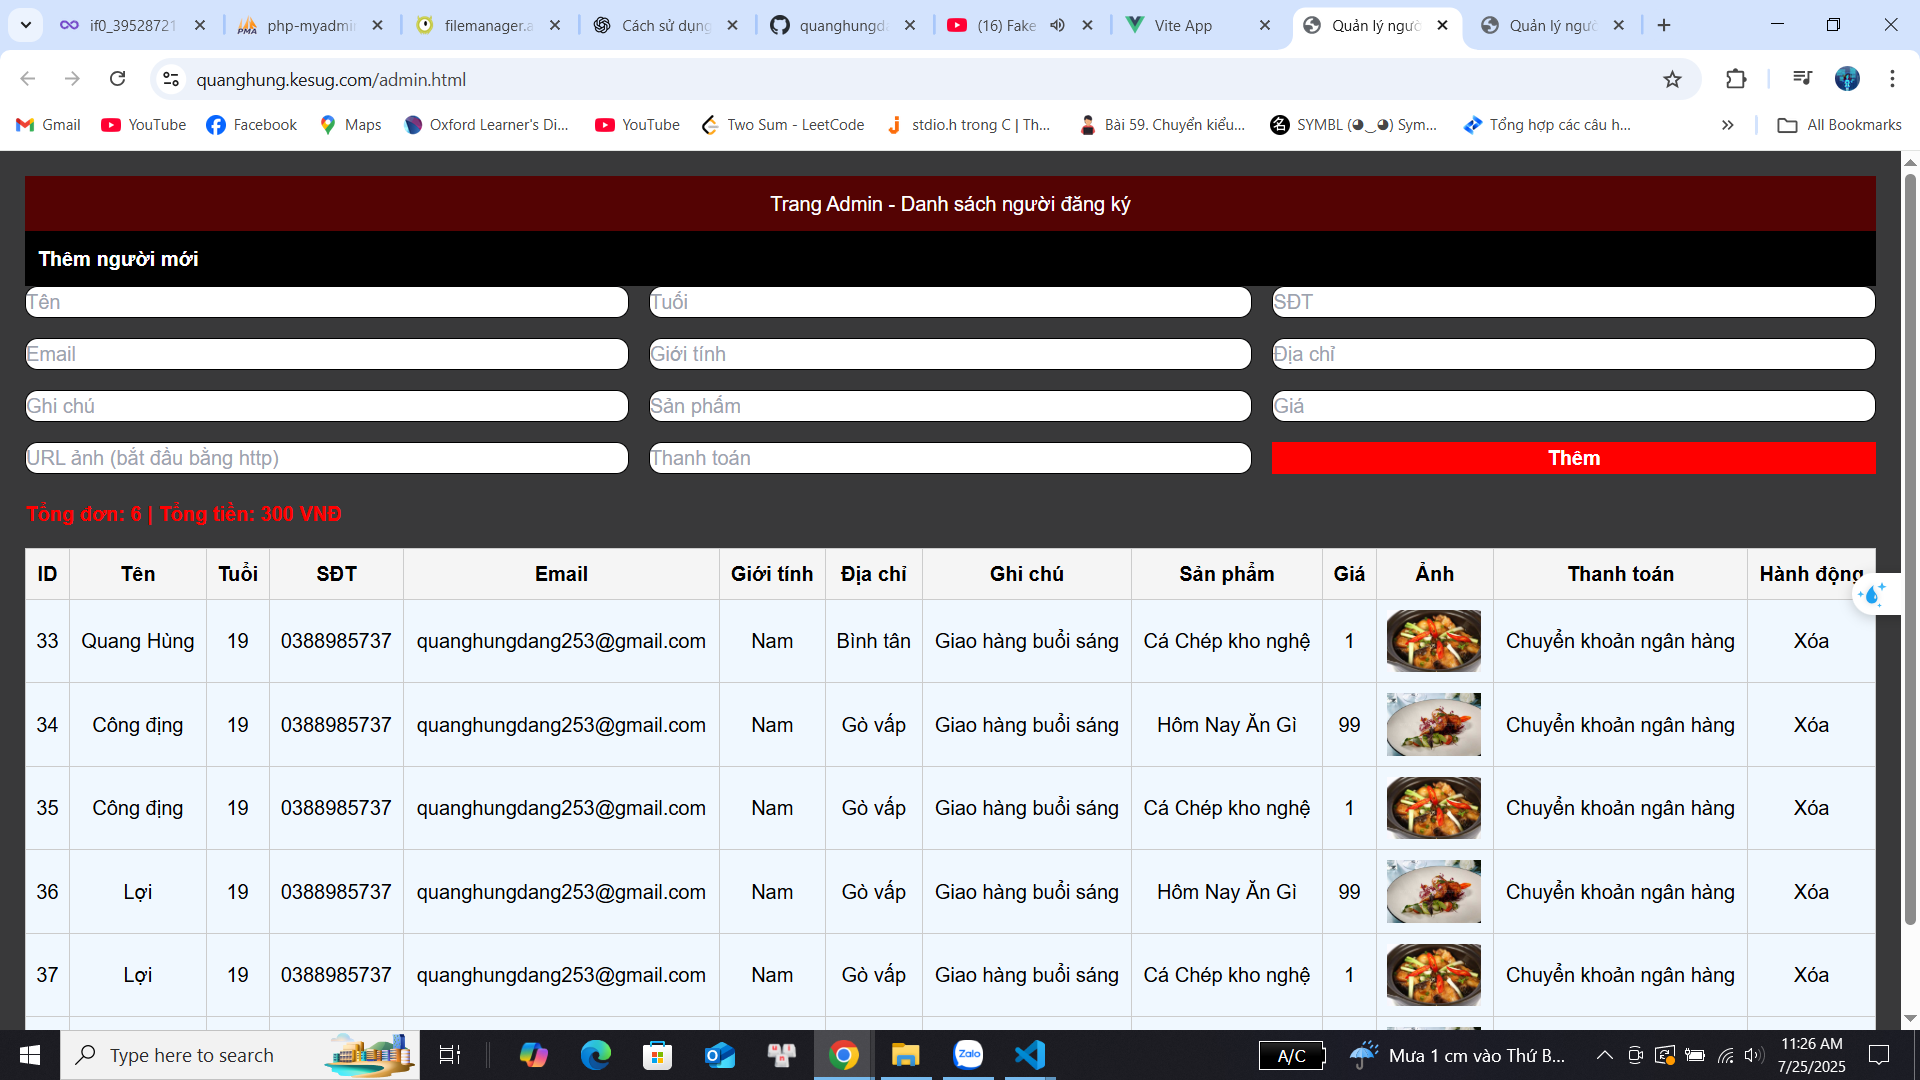 if0_39528721
php-myadmin
filemanager.a
Cách sử dụng
quanghungda
(16) Fake
Vite App
Quản lý ngườ
Quản lý ngườ
quanghung.kesug.com/admin.html
Gmail
YouTube
Facebook
Maps
Oxford Learner's Di...
YouTube
Two Sum - LeetCode
stdio.h trong C | Th...
Bài 59. Chuyển kiểu...
SYMBL (◕‿◕) Sym...
Tổng hợp các câu h...
»
All Bookmarks
Trang Admin - Danh sách người đăng ký
Thêm người mới
Tên
Tuổi
SĐT
Email
Giới tính
Địa chỉ
Ghi chú
Sản phẩm
Giá
URL ảnh (bắt đầu bằng http)
Thanh toán
Thêm
Tổng đơn: 6 | Tổng tiền: 300 VNĐ
ID Tên Tuổi SĐT Email Giới tính Địa chỉ Ghi chú Sản phẩm Giá Ảnh Thanh toán Hành động
33 Quang Hùng 19 0388985737 quanghungdang253@gmail.com Nam Bình tân Giao hàng buổi sáng Cá Chép kho nghệ 1 Chuyển khoản ngân hàng Xóa
34 Công định 19 0388985737 quanghungdang253@gmail.com Nam Gò vấp Giao hàng buổi sáng Hôm Nay Ăn Gì 99 Chuyển khoản ngân hàng Xóa
35 Công định 19 0388985737 quanghungdang253@gmail.com Nam Gò vấp Giao hàng buổi sáng Cá Chép kho nghệ 1 Chuyển khoản ngân hàng Xóa
36 Lợi 19 0388985737 quanghungdang253@gmail.com Nam Gò vấp Giao hàng buổi sáng Hôm Nay Ăn Gì 99 Chuyển khoản ngân hàng Xóa
37 Lợi 19 0388985737 quanghungdang253@gmail.com Nam Gò vấp Giao hàng buổi sáng Cá Chép kho nghệ 1 Chuyển khoản ngân hàng Xóa
Type here to search
Zalo
A/C
Mưa 1 cm vào Thứ B...
11:26 AM
7/25/2025